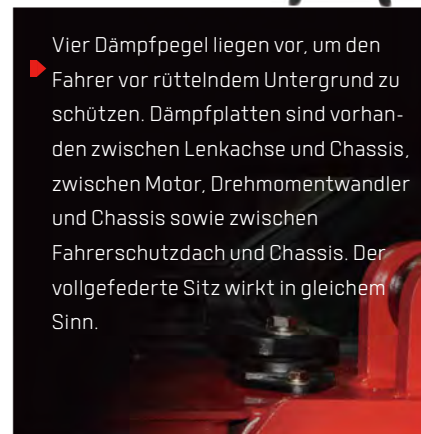 Vier Dämpfpegel liegen vor, um den
Fahrer vor rüttelndem Untergrund zu
schützen. Dämpfplatten sind vorhan-
den zwischen Lenkachse und Chassis,
zwischen Motor, Drehmomentwandler
und Chassis sowie zwischen
Fahrerschutzdach und Chassis. Der
vollgefederte Sitz wirkt in gleichem
Sinn.